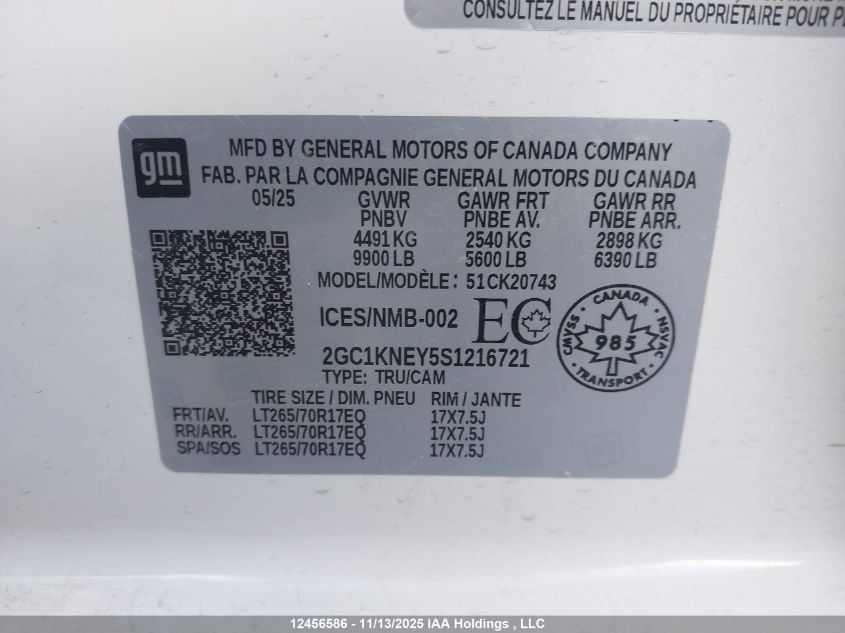 CONSULTEZ LE MANUEL DU PROPRIÉTAIRE POUR
gm
MFD BY GENERAL MOTORS OF CANADA COMPANY
FAB. PAR LA COMPAGNIE GENERAL MOTORS DU CANADA
05/25 GVWR GAWR FRT GAWR RR
PNBV PNBE AV. PNBE ARR.
4491 KG 2540 KG 2898 KG
9900 LB 5600 LB 6390 LB
MODEL/MODÈLE: 51CK20743
ICES/NMB-002 EC
CANADA
CMVSS 985 NSVAC
TRANSPORT
2GC1KNEY5S1216721
TYPE: TRU/CAM
TIRE SIZE / DIM. PNEU RIM / JANTE
FRT/AV. LT265/70R17EQ 17X7.5J
RR/ARR. LT265/70R17EQ 17X7.5J
SPA/SOS LT265/70R17EQ 17X7.5J
12456586 - 11/13/2025 IAA Holdings , LLC